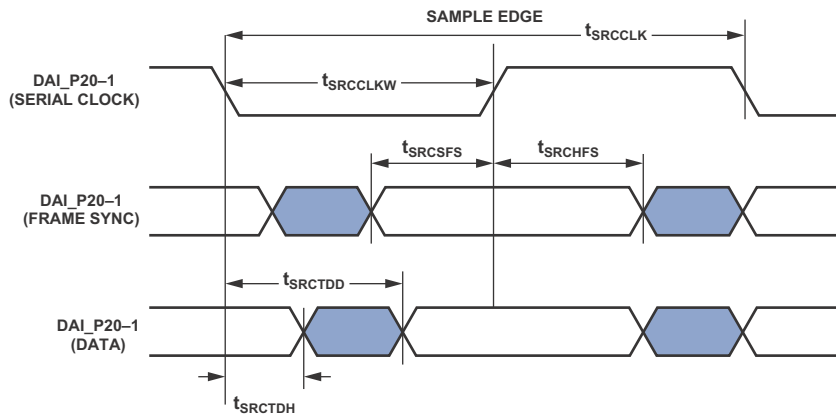 SAMPLE EDGE
tSRCCLK
DAI_P20–1
(SERIAL CLOCK)
tSRCCLKW
tSRCSFS
tSRCHFS
DAI_P20–1
(FRAME SYNC)
tSRCTDD
DAI_P20–1
(DATA)
tSRCTDH